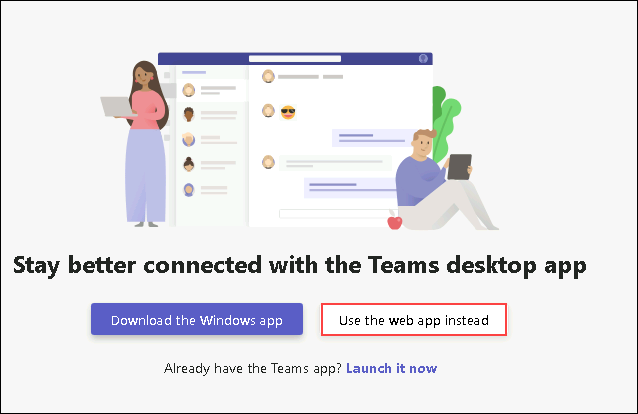 Stay better connected with the Teams desktop app
Download the Windows app
Use the web app instead
Already have the Teams app? Launch it now